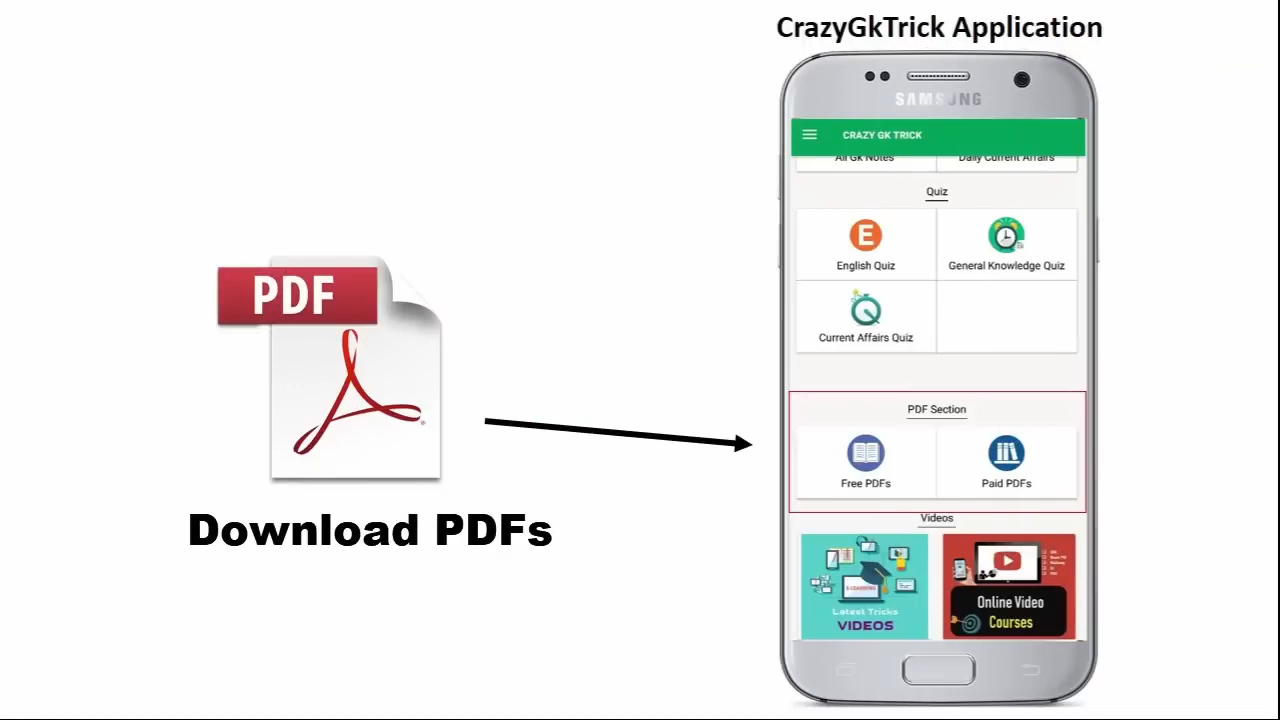 CrazyGkTrick Application
SAMSUNG
CRAZY GK TRICK
All Gk Notes
Daily Current Affairs
Quiz
English Quiz
General Knowledge Quiz
Current Affairs Quiz
PDF Section
Free PDFs
Paid PDFs
Videos
E-LEARNING
Latest Tricks
VIDEOS
Online Video
Courses
PDF
Download PDFs